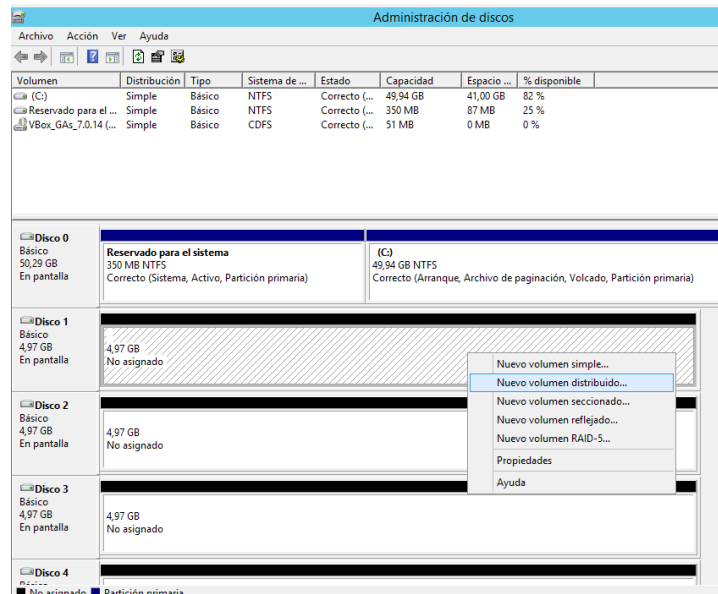 Administración de discos
Archivo Acción Ver Ayuda
Volumen Distribución Tipo Sistema de ... Estado Capacidad Espacio ... % disponible
(C:) Simple Básico NTFS Correcto (... 49,94 GB 41,00 GB 82 %
Reservado para el ... Simple Básico NTFS Correcto (... 350 MB 87 MB 25 %
VBox_GAs_7.0.14 (... Simple Básico CDFS Correcto (... 51 MB 0 MB 0 %
Disco 0
Básico
50,29 GB
En pantalla
Reservado para el sistema
350 MB NTFS
Correcto (Sistema, Activo, Partición primaria)
(C:)
49,94 GB NTFS
Correcto (Arranque, Archivo de paginación, Volcado, Partición primaria)
Disco 1
Básico
4,97 GB
En pantalla
4,97 GB
No asignado
Nuevo volumen simple...
Nuevo volumen distribuido...
Nuevo volumen seccionado...
Nuevo volumen reflejado...
Nuevo volumen RAID-5...
Propiedades
Ayuda
Disco 2
Básico
4,97 GB
En pantalla
4,97 GB
No asignado
Disco 3
Básico
4,97 GB
En pantalla
4,97 GB
No asignado
Disco 4
Básico
No asignado Partición primaria